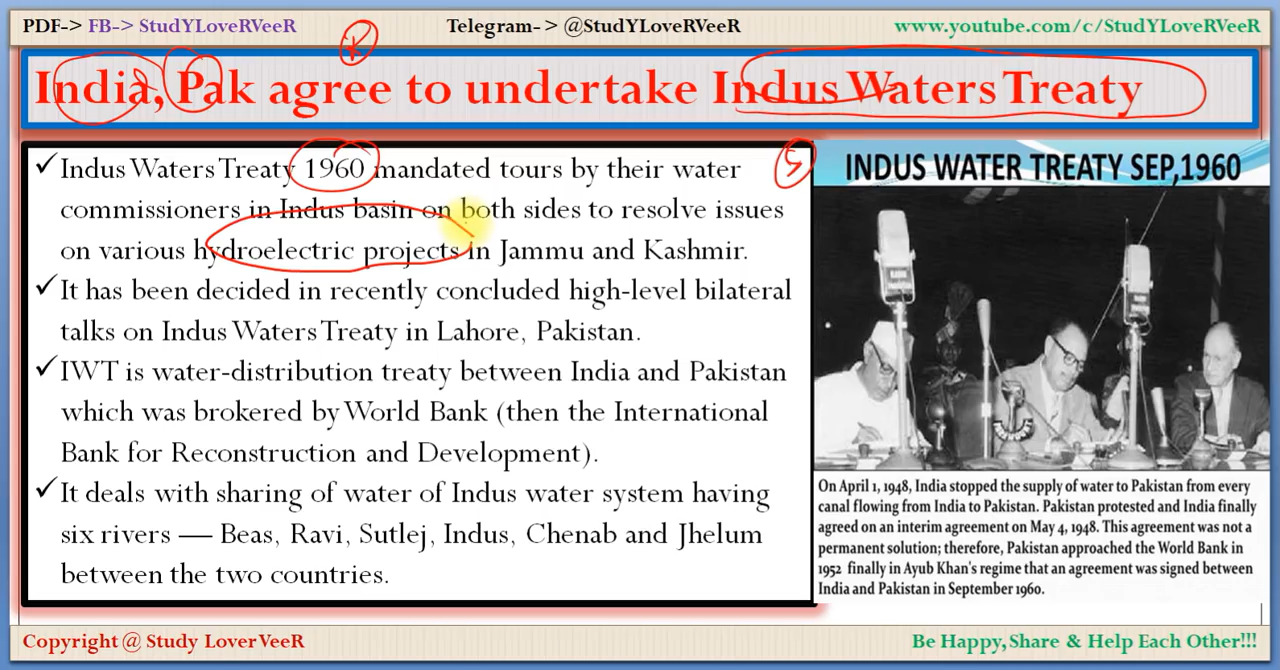 PDF-> FB-> StudYLoveRVeeR
Telegram-> @StudYLoveRVeeR
www.youtube.com/c/StudYLoveRVeeR
India, Pak agree to undertake Indus Waters Treaty
✓ Indus Waters Treaty 1960 mandated tours by their water
commissioners in Indus basin on both sides to resolve issues
on various hydroelectric projects in Jammu and Kashmir.
✓ It has been decided in recently concluded high-level bilateral
talks on Indus Waters Treaty in Lahore, Pakistan.
✓ IWT is water-distribution treaty between India and Pakistan
which was brokered by World Bank (then the International
Bank for Reconstruction and Development).
✓ It deals with sharing of water of Indus water system having
six rivers — Beas, Ravi, Sutlej, Indus, Chenab and Jhelum
between the two countries.
INDUS WATER TREATY SEP,1960
On April 1, 1948, India stopped the supply of water to Pakistan from every
canal flowing from India to Pakistan. Pakistan protested and India finally
agreed on an interim agreement on May 4, 1948. This agreement was not a
permanent solution; therefore, Pakistan approached the World Bank in
1952 finally in Ayub Khan's regime that an agreement was signed between
India and Pakistan in September 1960.
Copyright @ Study LoverVeeR
Be Happy, Share & Help Each Other!!!